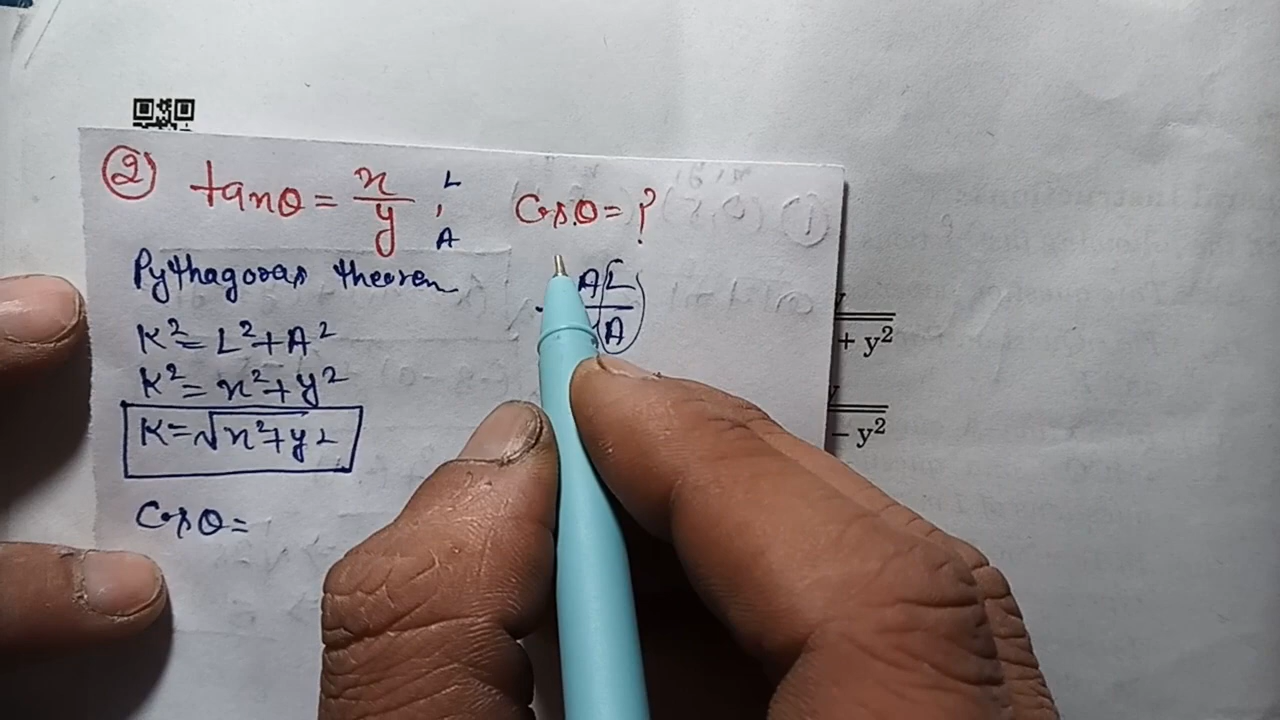 ② tanθ = x/y , L A cosθ = ?
Pythagoras theorem
A L
A
K² = L² + A²
K² = x² + y²
K = √x² + y²
+ y²
− y²
Cosθ =